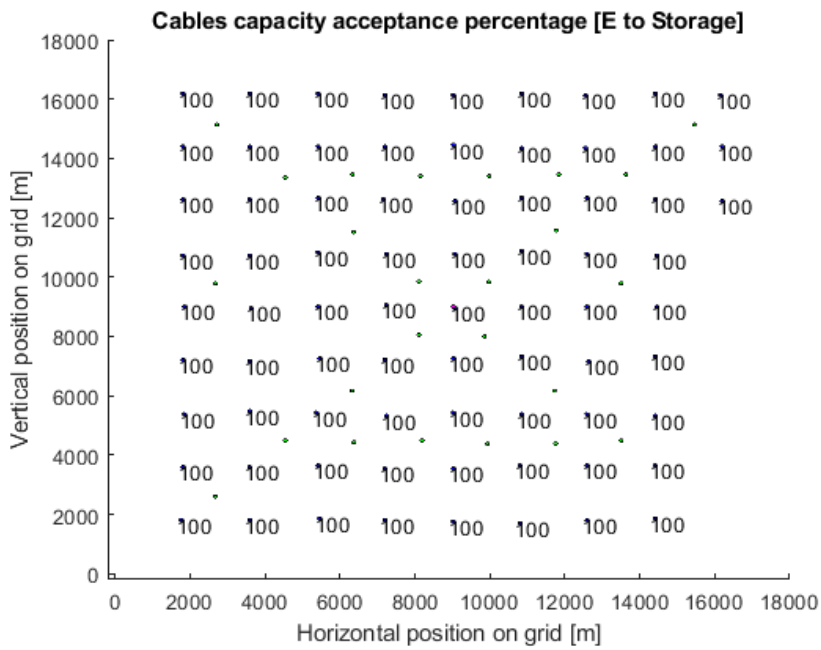 Cables capacity acceptance percentage [E to Storage]
18000
16000 100 100 100 100 100 100 100 100 100
14000 100 100 100 100 100 100 100 100 100
12000 100 100 100 100 100 100 100 100 100
10000 100 100 100 100 100 100 100 100
8000 100 100 100 100 100 100 100 100
6000 100 100 100 100 100 100 100 100
4000 100 100 100 100 100 100 100 100
2000 100 100 100 100 100 100 100 100
100 100 100 100 100 100 100 100
0
0 2000 4000 6000 8000 10000 12000 14000 16000 18000
Horizontal position on grid [m]
Vertical position on grid [m]